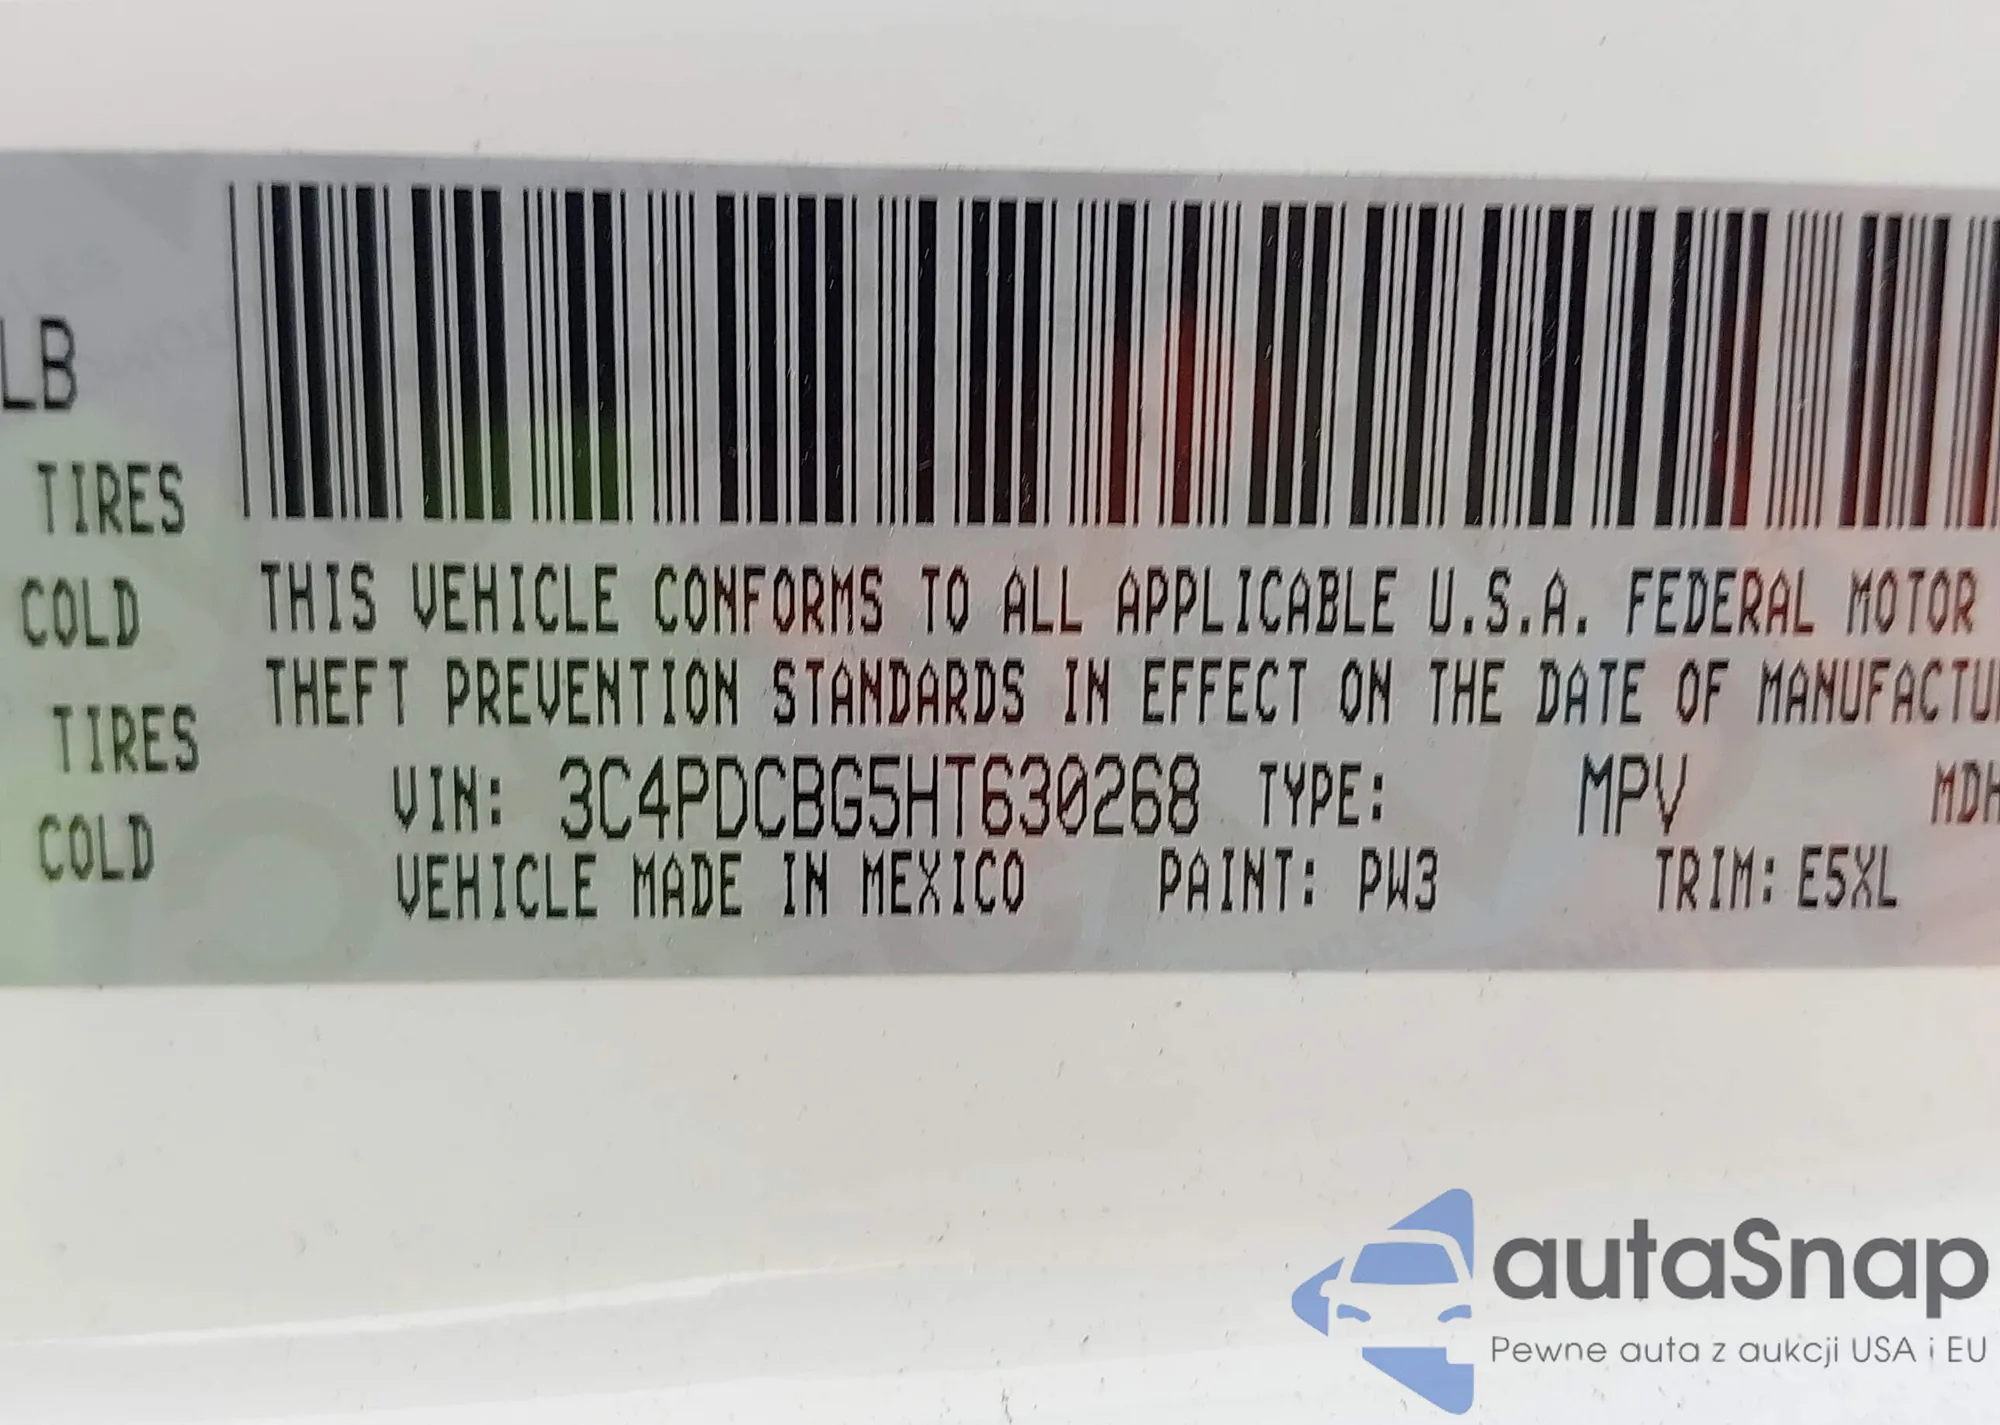 LB
TIRES
COLD
TIRES
COLD
THIS VEHICLE CONFORMS TO ALL APPLICABLE U.S.A. FEDERAL MOTOR
THEFT PREVENTION STANDARDS IN EFFECT ON THE DATE OF MANUFACTU
VIN: 3C4PDCBG5HT630268 TYPE: MPV MDH
VEHICLE MADE IN MEXICO PAINT: PW3 TRIM: E5XL
autaSnap
Pewne auta z aukcji USA i EU